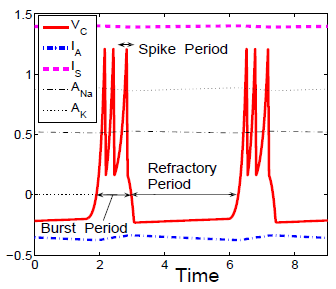 1.5
1
0.5
0
−0.5
V_C
I_A
I_S
A_Na
A_K
Spike Period
Refractory
Period
Burst Period
0
2
4
6
8
Time